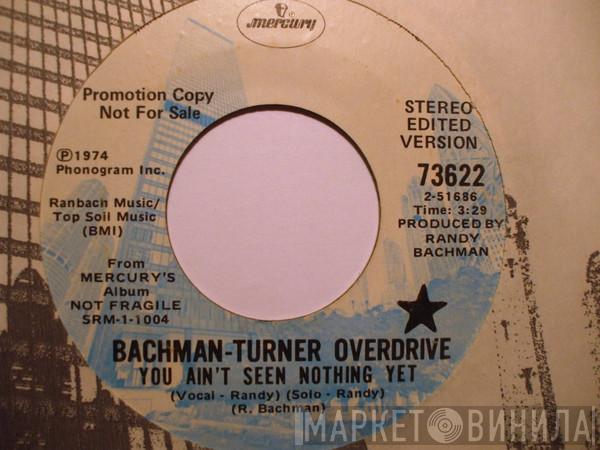 mercury
Promotion Copy
Not For Sale
Ⓟ1974
Phonogram Inc.
Ranbach Music/
Top Soil Music
(BMI)
From
MERCURY'S
Album
NOT FRAGILE
SRM-1-1004
STEREO
EDITED
VERSION
73622
2-51686
Time: 3:29
PRODUCED BY
RANDY
BACHMAN
BACHMAN-TURNER OVERDRIVE
YOU AIN'T SEEN NOTHING YET
(Vocal - Randy) (Solo - Randy)
(R. Bachman)
МАРКЕТ ВИНИЛА